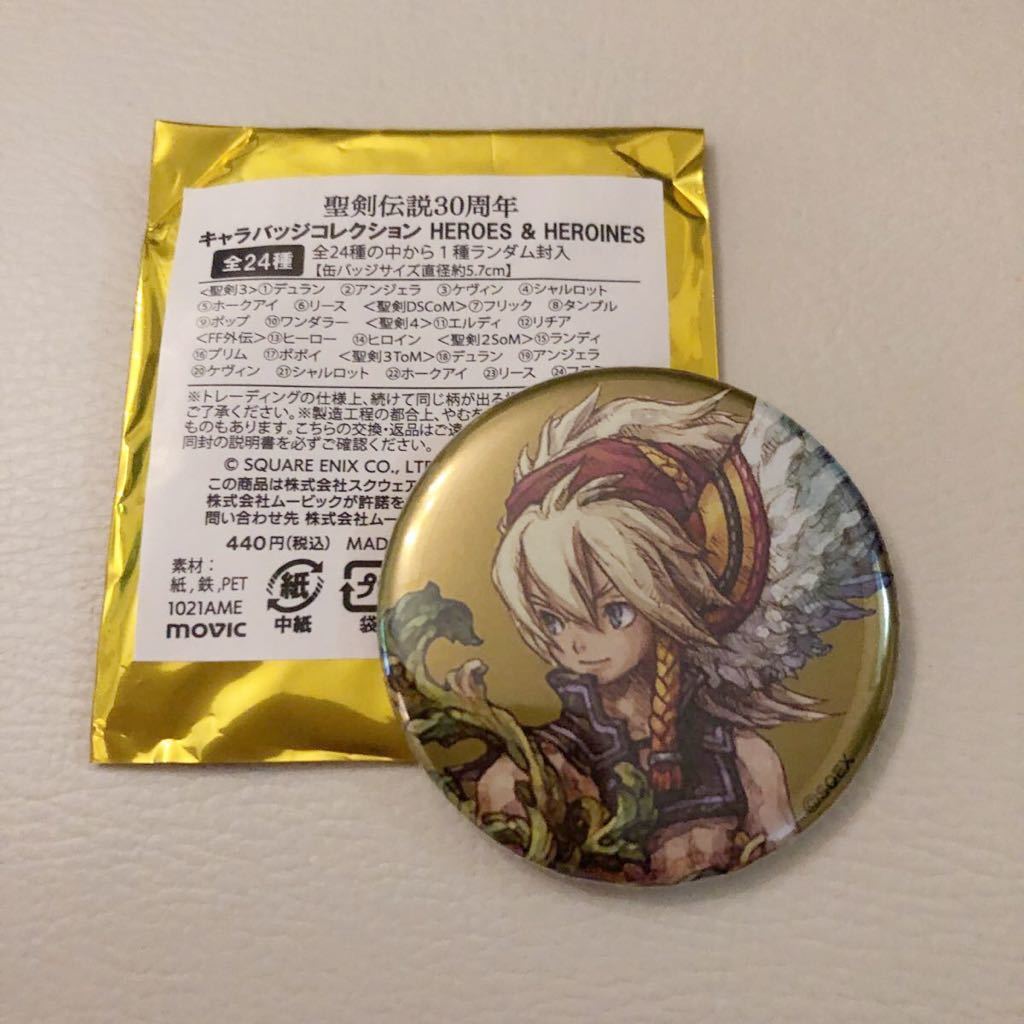 聖剣伝説30周年
キャラバッジコレクション HEROES & HEROINES
全24種 全24種の中から1種ランダム封入
【缶バッジサイズ直径約5.7cm】
<聖剣3>①デュラン ②アンジェラ ③ケヴィン ④シャルロット
⑤ホークアイ ⑥リース <聖剣DSCoM>⑦フリック ⑧タンブル
⑨ポップ ⑩ワンダラー <聖剣4>⑪エルディ ⑫リチア
<FF外伝>⑬ヒーロー ⑭ヒロイン <聖剣2SoM>⑮ランディ
⑯プリム ⑰ポポイ <聖剣3ToM>⑱デュラン ⑲アンジェラ
⑳ケヴィン ㉑シャルロット ㉒ホークアイ ㉓リース ㉔
※トレーディングの仕様上、続けて同じ柄が出る
ご了承ください。※製造工程の都合上、やむを
ものもあります。こちらの交換・返品はご遠
同封の説明書を必ずご確認ください。
© SQUARE ENIX CO., LT
この商品は株式会社スクウェア
株式会社ムービックが許諾を
問い合わせ先 株式会社ムー
440円(税込) MAD
素材:
紙,鉄,PET
1021AME
movic
紙
中紙
プ
袋
©SQEX